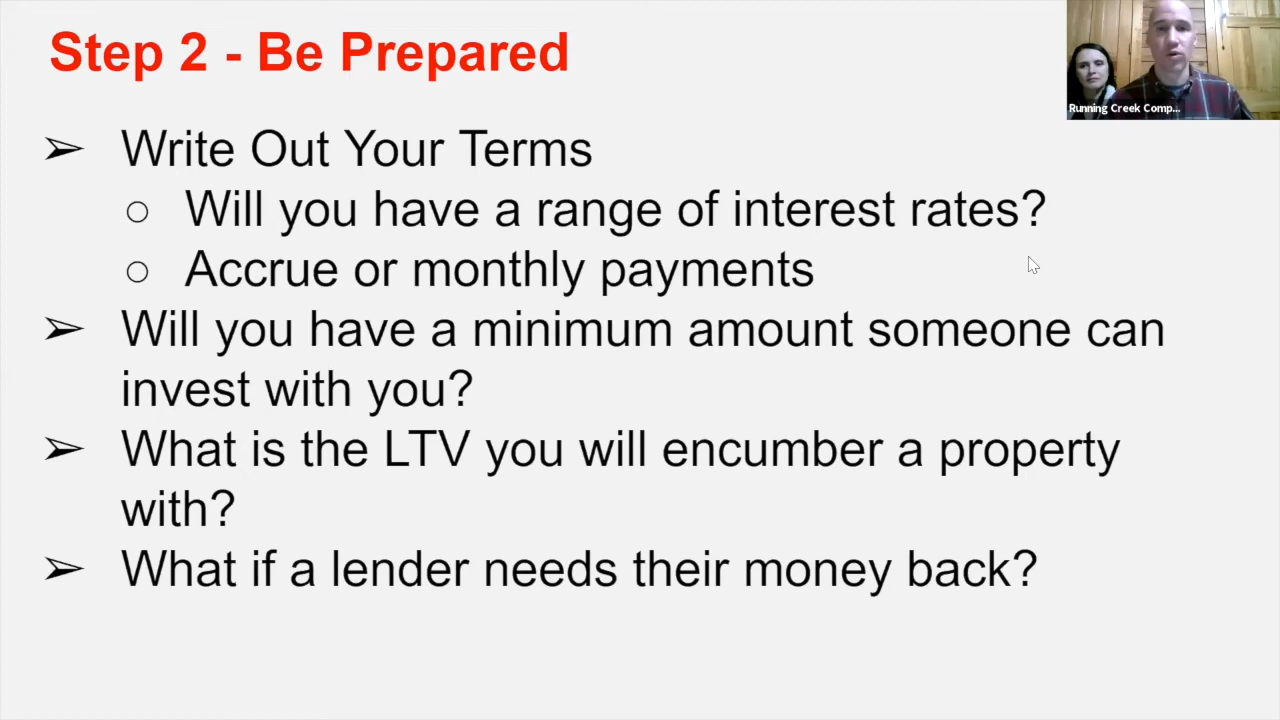 Step 2 - Be Prepared
Running Creek Comp...
➢ Write Out Your Terms
○ Will you have a range of interest rates?
○ Accrue or monthly payments
➢ Will you have a minimum amount someone can
invest with you?
➢ What is the LTV you will encumber a property
with?
➢ What if a lender needs their money back?